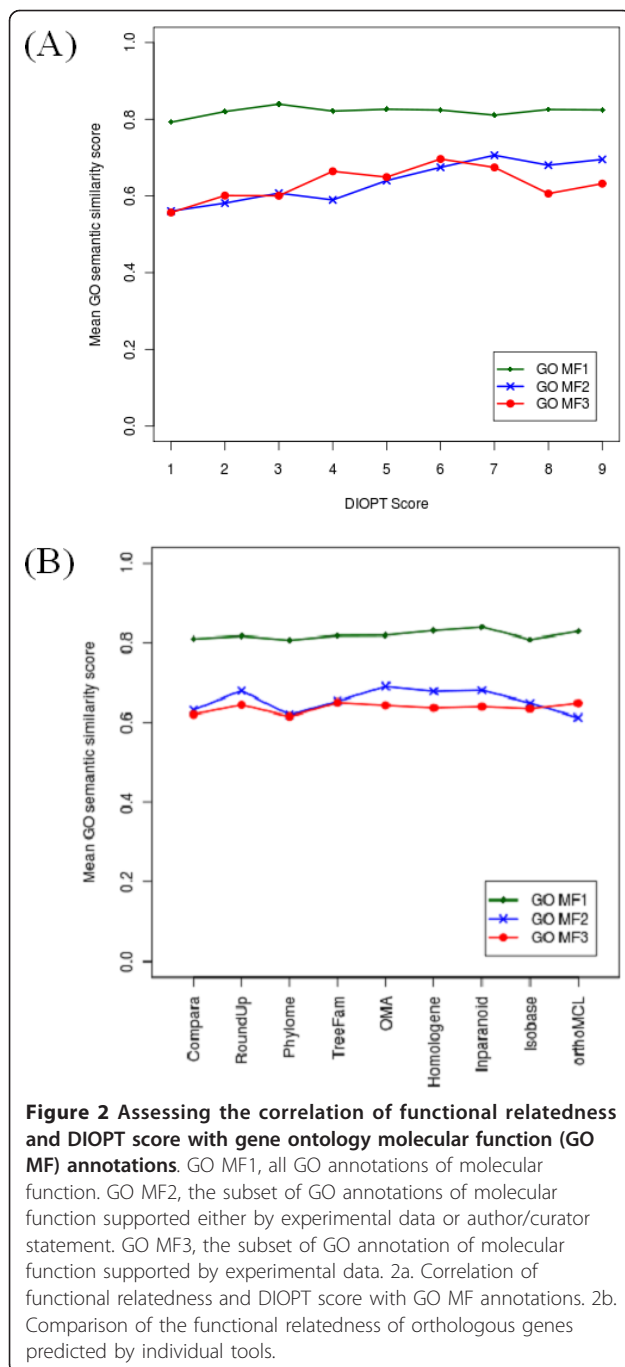 (A)
1.0
0.8
0.6
0.4
0.2
0.0
Mean GO semantic similarity score
GO MF1
GO MF2
GO MF3
1 2 3 4 5 6 7 8 9
DIOPT Score
(B)
1.0
0.8
0.6
0.4
0.2
0.0
Mean GO semantic similarity score
GO MF1
GO MF2
GO MF3
Compara
RoundUp
Phylome
TreeFam
OMA
Homologene
Inparanoid
Isobase
orthoMCL
Figure 2 Assessing the correlation of functional relatedness
and DIOPT score with gene ontology molecular function (GO
MF) annotations. GO MF1, all GO annotations of molecular
function. GO MF2, the subset of GO annotations of molecular
function supported either by experimental data or author/curator
statement. GO MF3, the subset of GO annotation of molecular
function supported by experimental data. 2a. Correlation of
functional relatedness and DIOPT score with GO MF annotations. 2b.
Comparison of the functional relatedness of orthologous genes
predicted by individual tools.